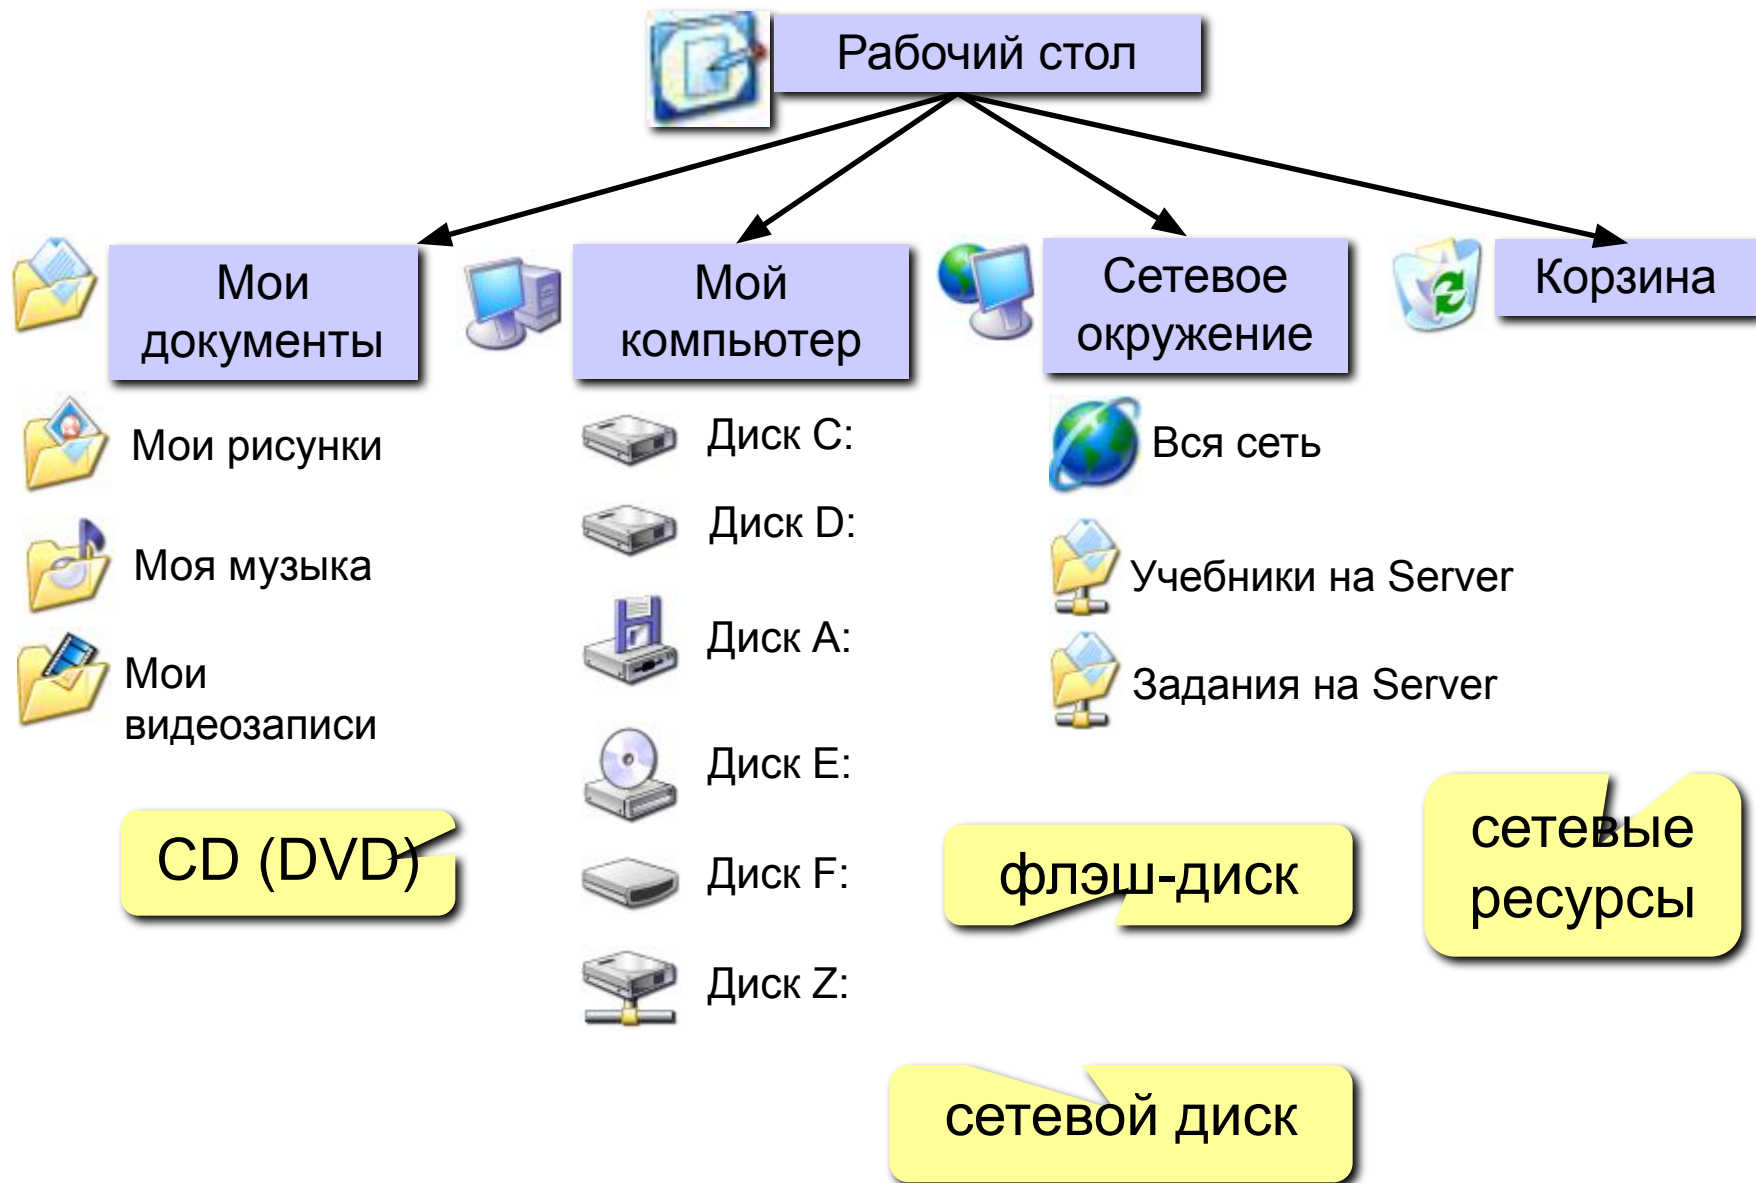 Рабочий стол
Мои
документы
Мой
компьютер
Сетевое
окружение
Корзина
Мои рисунки
Моя музыка
Мои
видеозаписи
Диск C:
Диск D:
Диск A:
Диск E:
Диск F:
Диск Z:
Вся сеть
Учебники на Server
Задания на Server
CD (DVD)
флэш-диск
сетевые
ресурсы
сетевой диск